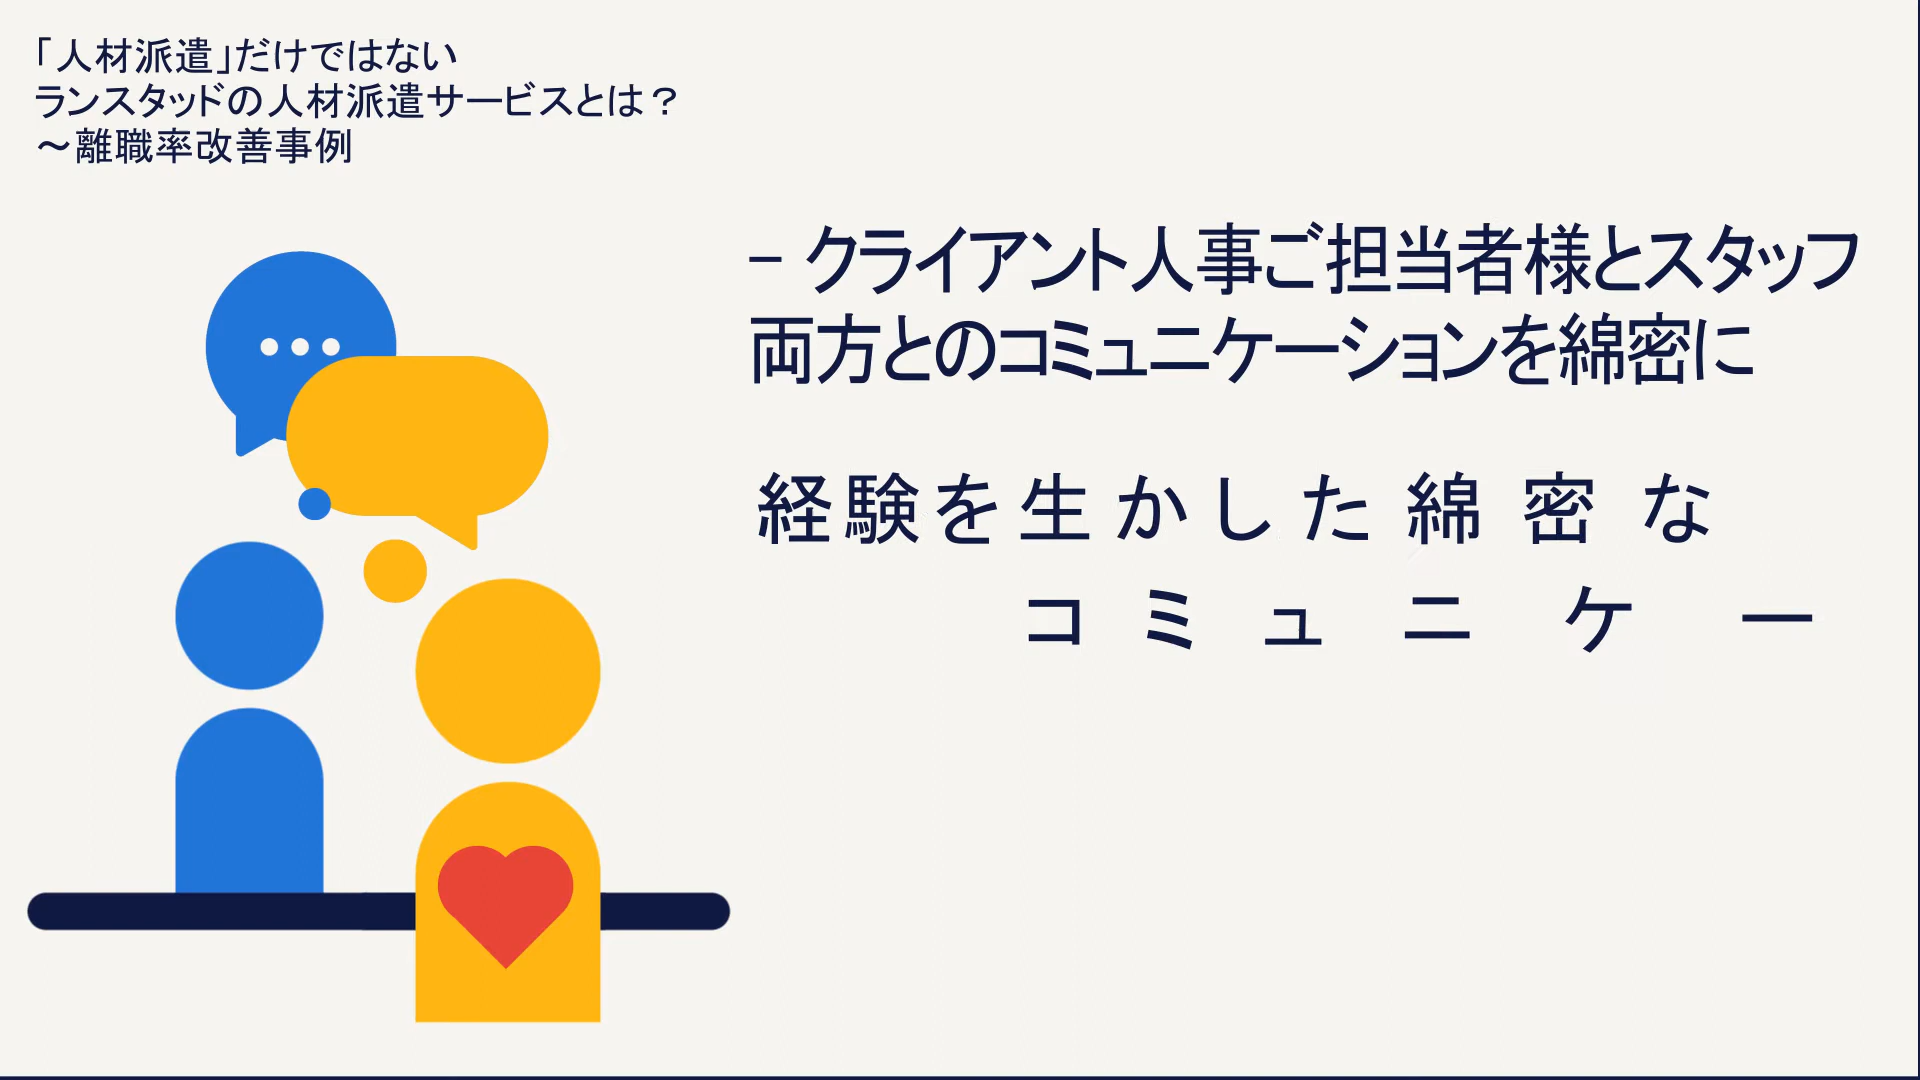 「人材派遣」だけではない
ランスタッドの人材派遣サービスとは？
～離職率改善事例
- クライアント人事ご担当者様とスタッフ
両方とのコミュニケーションを綿密に
経験を生かした綿密な
コミュニケー